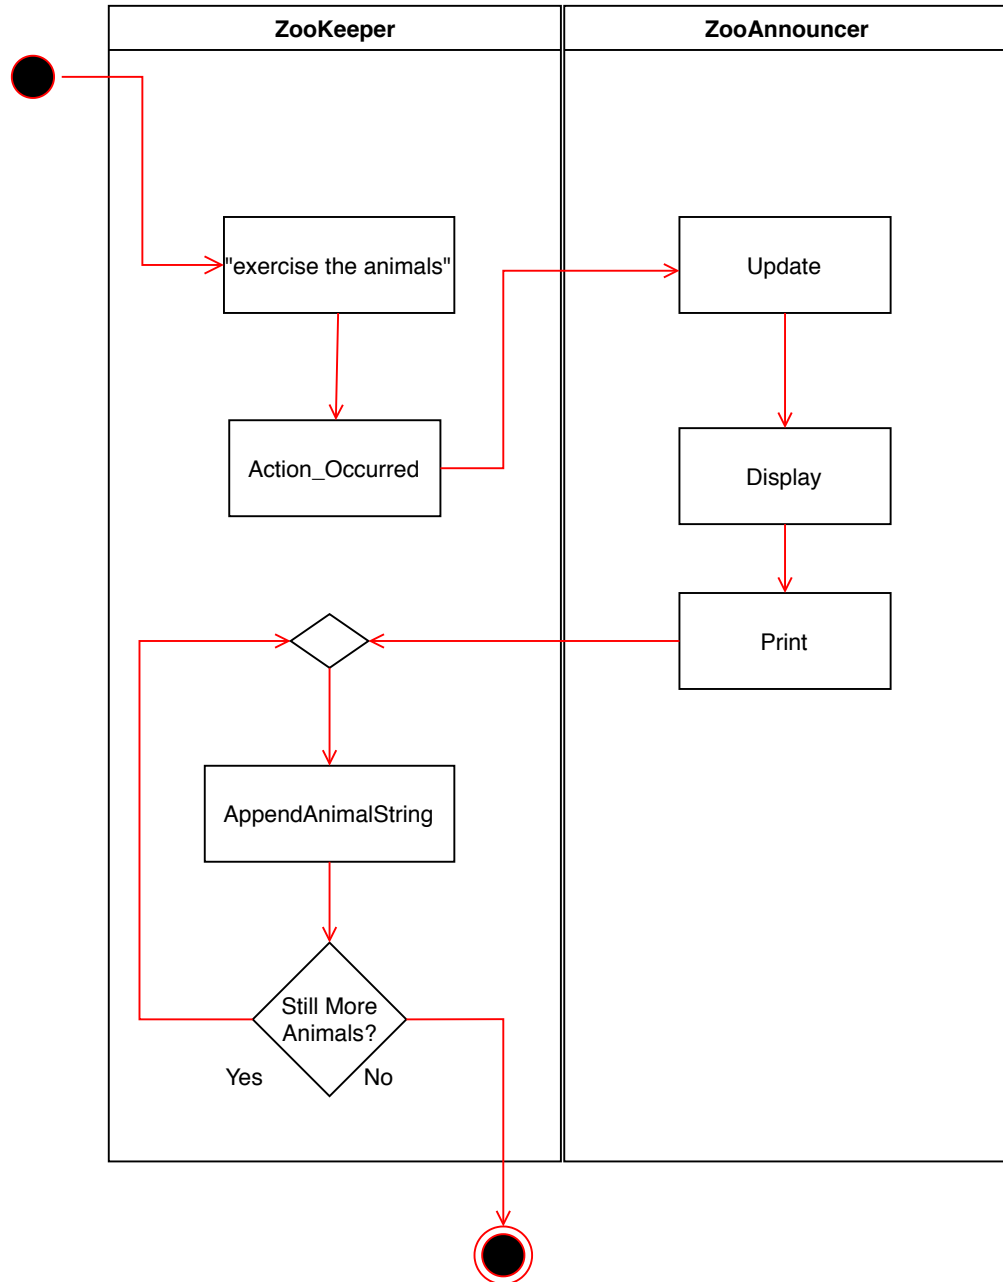 ZooKeeper
ZooAnnouncer
"exercise the animals"
Update
Action_Occurred
Display
Print
AppendAnimalString
Still More
Animals?
Yes
No